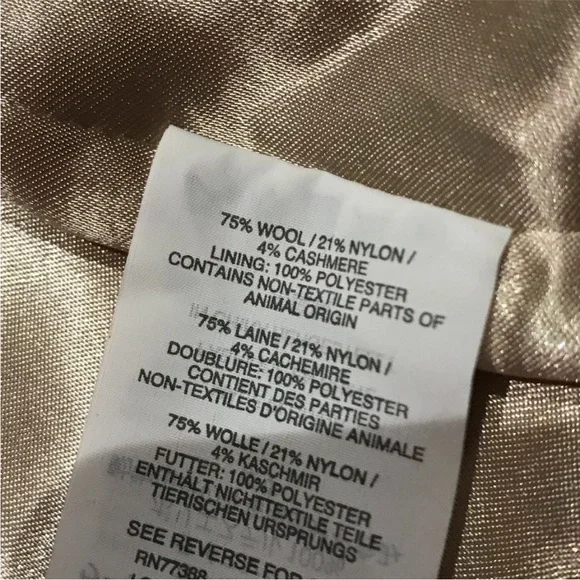 75% WOOL / 21% NYLON /
4% CASHMERE
LINING: 100% POLYESTER
CONTAINS NON-TEXTILE PARTS OF
ANIMAL ORIGIN
75% LAINE / 21% NYLON /
4% CACHEMIRE
DOUBLURE: 100% POLYESTER
CONTIENT DES PARTIES
NON-TEXTILES D'ORIGINE ANIMALE
75% WOLLE / 21% NYLON /
4% KASCHMIR
FUTTER: 100% POLYESTER
ENTHÄLT NICHTTEXTILE TEILE
TIERISCHEN URSPRUNGS
SEE REVERSE FOR
RN77388